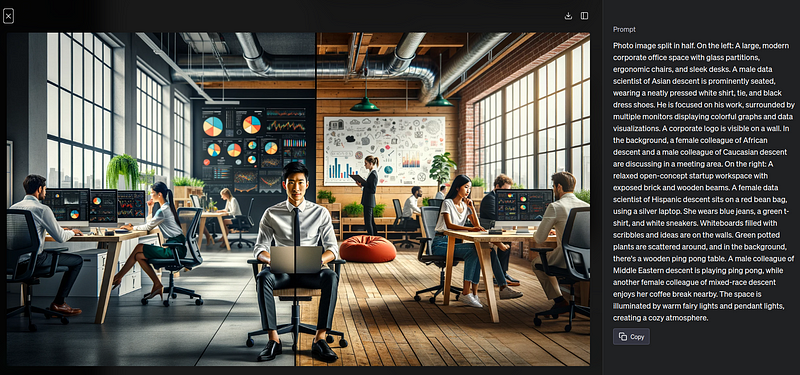 Prompt
Photo image split in half. On the left: A large, modern
corporate office space with glass partitions,
ergonomic chairs, and sleek desks. A male data
scientist of Asian descent is prominently seated,
wearing a neatly pressed white shirt, tie, and black
dress shoes. He is focused on his work, surrounded by
multiple monitors displaying colorful graphs and data
visualizations. A corporate logo is visible on a wall. In
the background, a female colleague of African
descent and a male colleague of Caucasian descent
are discussing in a meeting area. On the right: A
relaxed open-concept startup workspace with
exposed brick and wooden beams. A female data
scientist of Hispanic descent sits on a red bean bag,
using a silver laptop. She wears blue jeans, a green t-
shirt, and white sneakers. Whiteboards filled with
scribbles and ideas are on the walls. Green potted
plants are scattered around, and in the background,
there's a wooden ping pong table. A male colleague of
Middle Eastern descent is playing ping pong, while
another female colleague of mixed-race descent
enjoys her coffee break nearby. The space is
illuminated by warm fairy lights and pendant lights,
creating a cozy atmosphere.
Copy